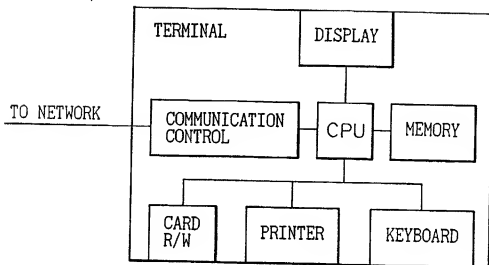 TERMINAL
DISPLAY
TO NETWORK
COMMUNICATION
CONTROL
CPU
MEMORY
CARD
R/W
PRINTER
KEYBOARD